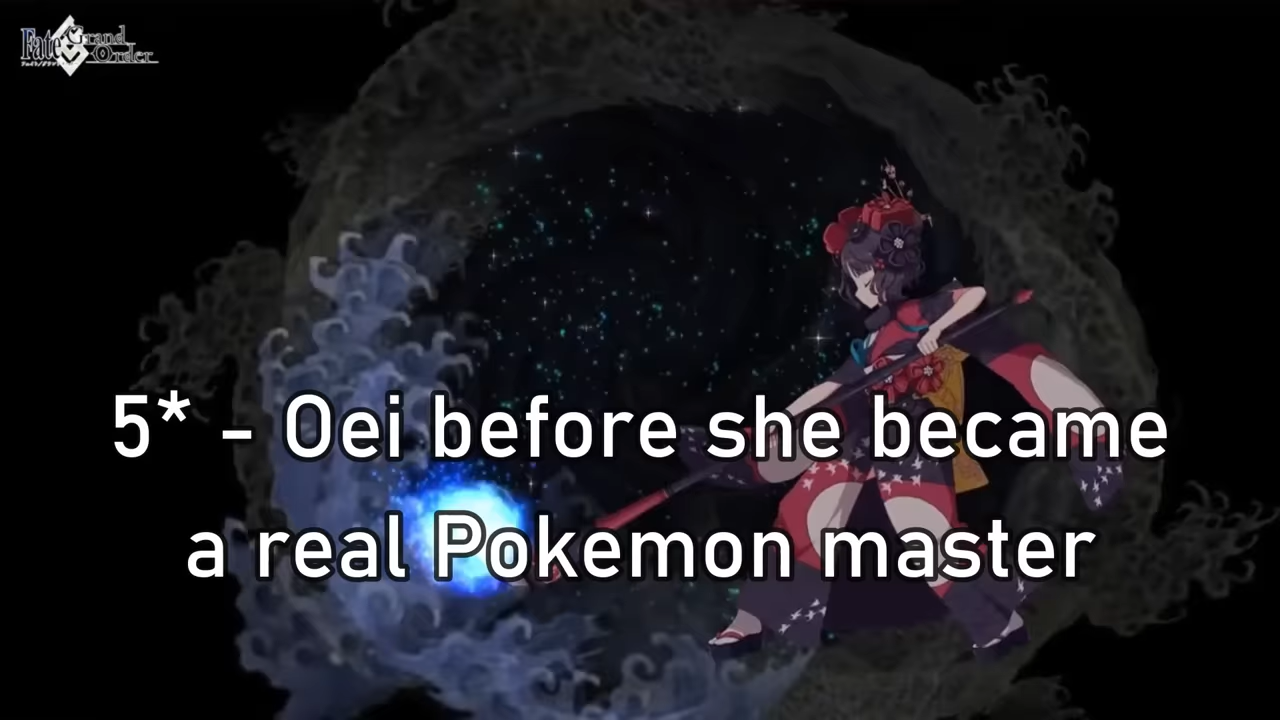 Fate
Grand
Order
5* - Oei before she became
a real Pokemon master